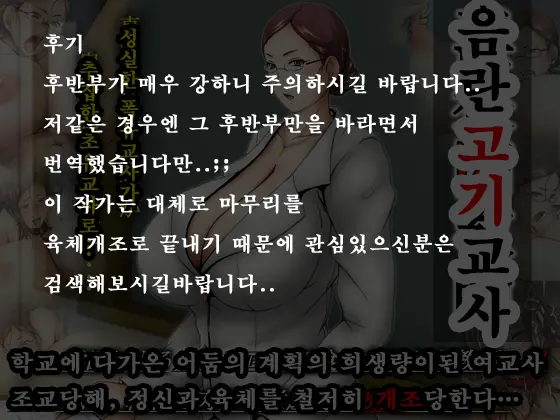 후기
후반부가 매우 강하니 주의하시길 바랍니다..
저같은 경우엔 그 후반부만을 바라면서
번역했습니다만..;;
이 작가는 대체로 마무리를
육체개조로 끝내기 때문에 관심있으신분은
검색해보시길바랍니다..
음란고기교사
학교에 다가온 어둠의 계획의 희생량이된 여교사
조교당해, 정신과 육체를 철저히 개조당한다…